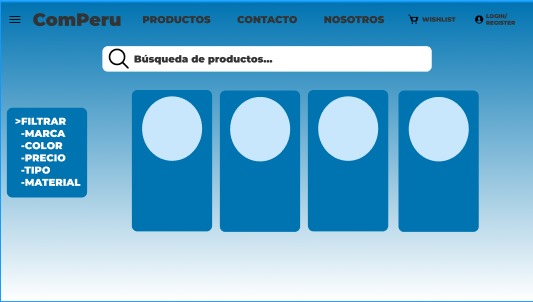 ComPeru PRODUCTOS CONTACTO NOSOTROS WISHLIST LOGIN/
REGISTER
Búsqueda de productos...
>FILTRAR
-MARCA
-COLOR
-PRECIO
-TIPO
-MATERIAL